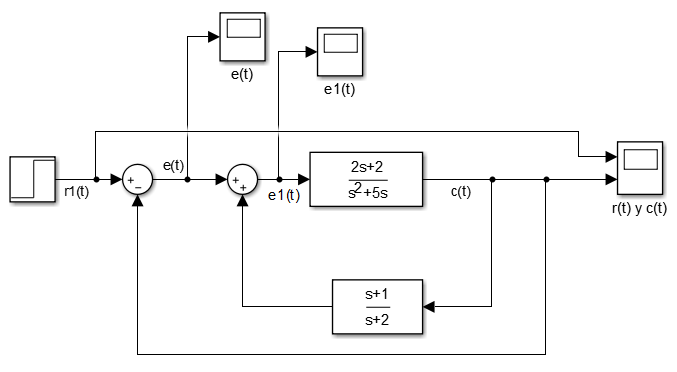 e(t)
e1(t)
r1(t)
+
−
e(t)
+
+
e1(t)
2s+2
s^2+5s
c(t)
r(t) y c(t)
s+1
s+2